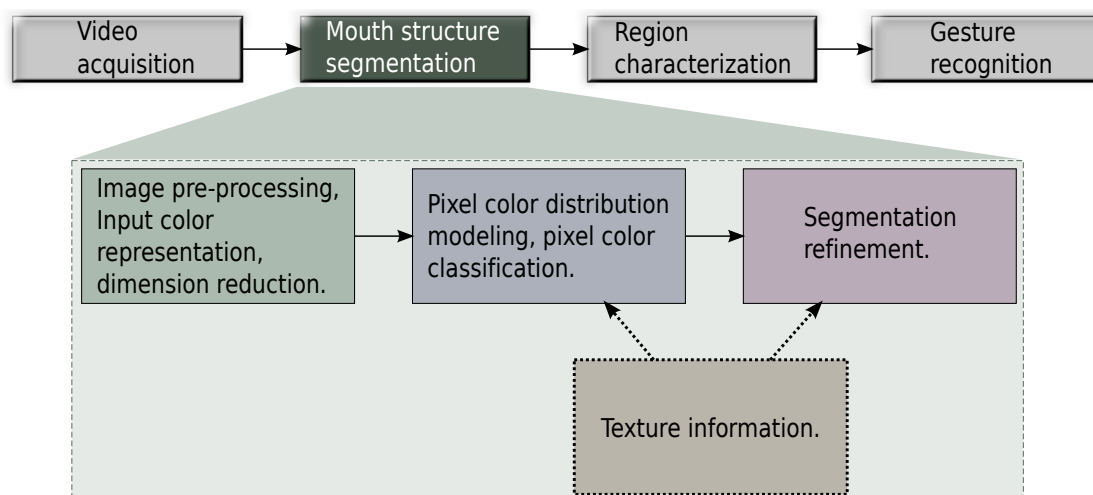 Video
acquisition
Mouth structure
segmentation
Region
characterization
Gesture
recognition
Image pre-processing,
Input color
representation,
dimension reduction.
Pixel color distribution
modeling, pixel color
classification.
Segmentation
refinement.
Texture information.